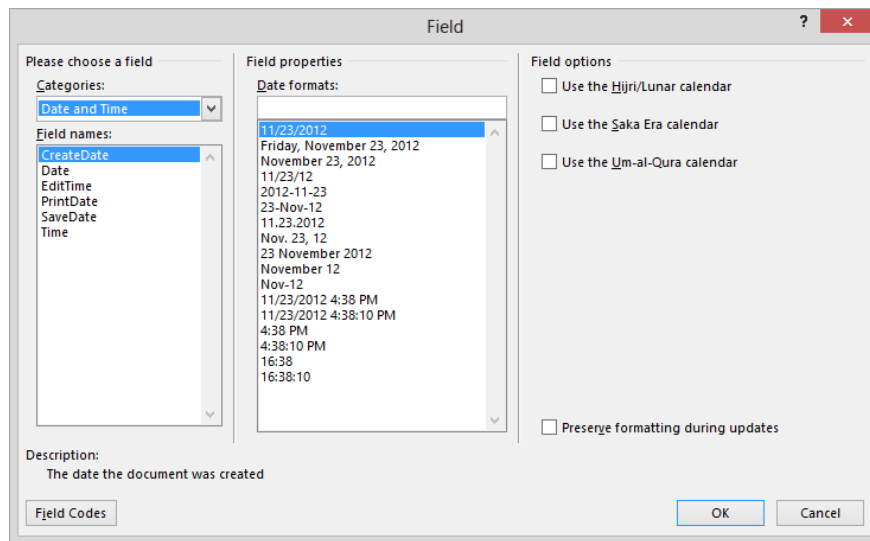 Field
?
×
Please choose a field
Categories:
Date and Time
Field names:
CreateDate
Date
EditTime
PrintDate
SaveDate
Time
Field properties
Date formats:
11/23/2012
Friday, November 23, 2012
November 23, 2012
11/23/12
2012-11-23
23-Nov-12
11.23.2012
Nov. 23, 12
23 November 2012
November 12
Nov-12
11/23/2012 4:38 PM
11/23/2012 4:38:10 PM
4:38 PM
4:38:10 PM
16:38
16:38:10
Field options
Use the Hijri/Lunar calendar
Use the Saka Era calendar
Use the Um-al-Qura calendar
Preserve formatting during updates
Description:
The date the document was created
Field Codes
OK
Cancel